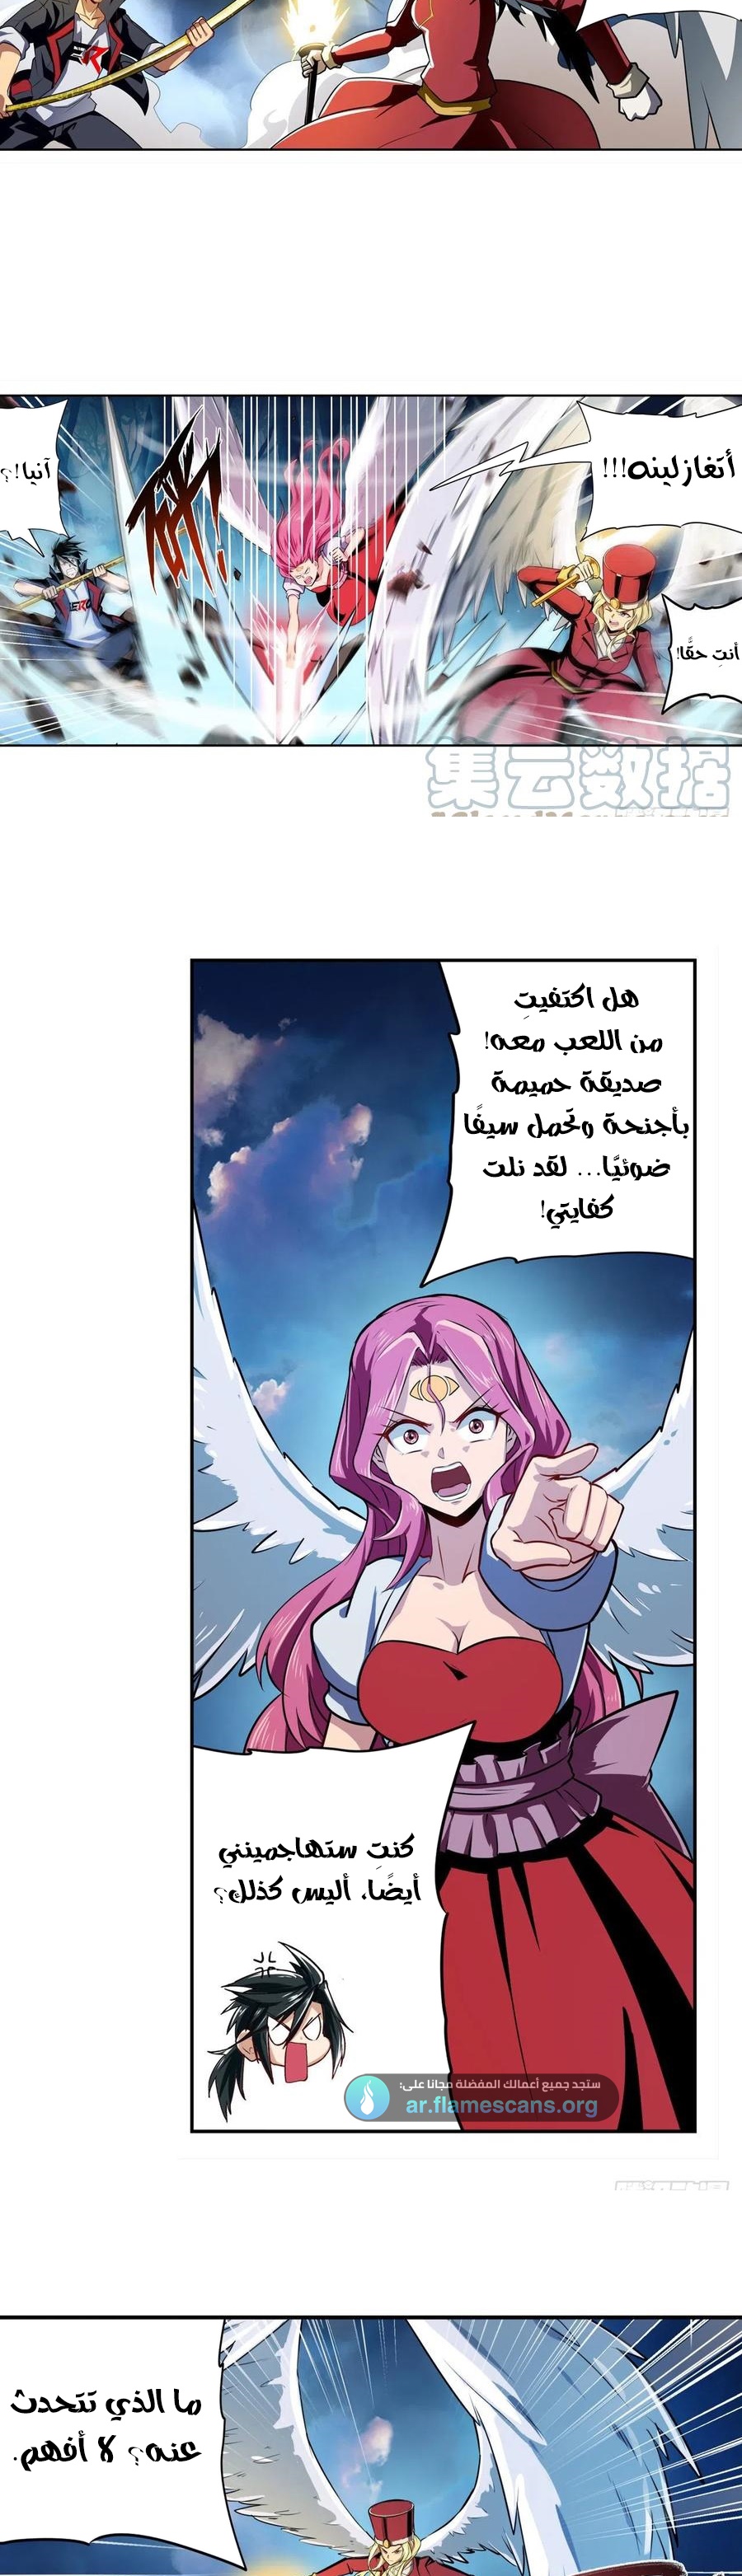 أتغازلينه!!!
آنيا!؟
أنتِ حقًّا!
集云数据
هل اكتفيتِ
من اللعب معه!
صديقة حميمة
بأجنحة وتحمل سيفًا
ضوئيًّا... لقد نلت
كفايتي!
كنتِ ستهاجمينني
أيضًا، أليس كذلك؟
ستجد جميع أعمالك المفضلة مجانا على:
ar.flamescans.org
ما الذي تتحدث
عنه؟ لا أفهم.